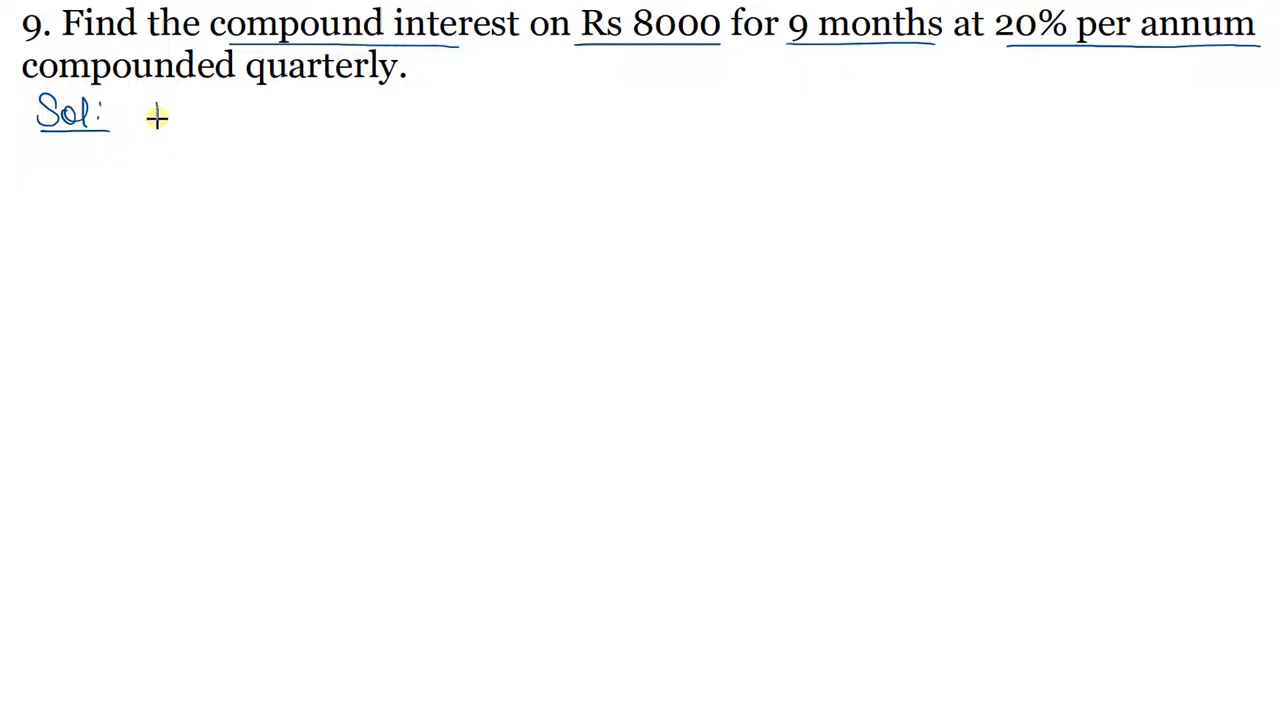 9. Find the compound interest on Rs 8000 for 9 months at 20% per annum
compounded quarterly.
Sol: